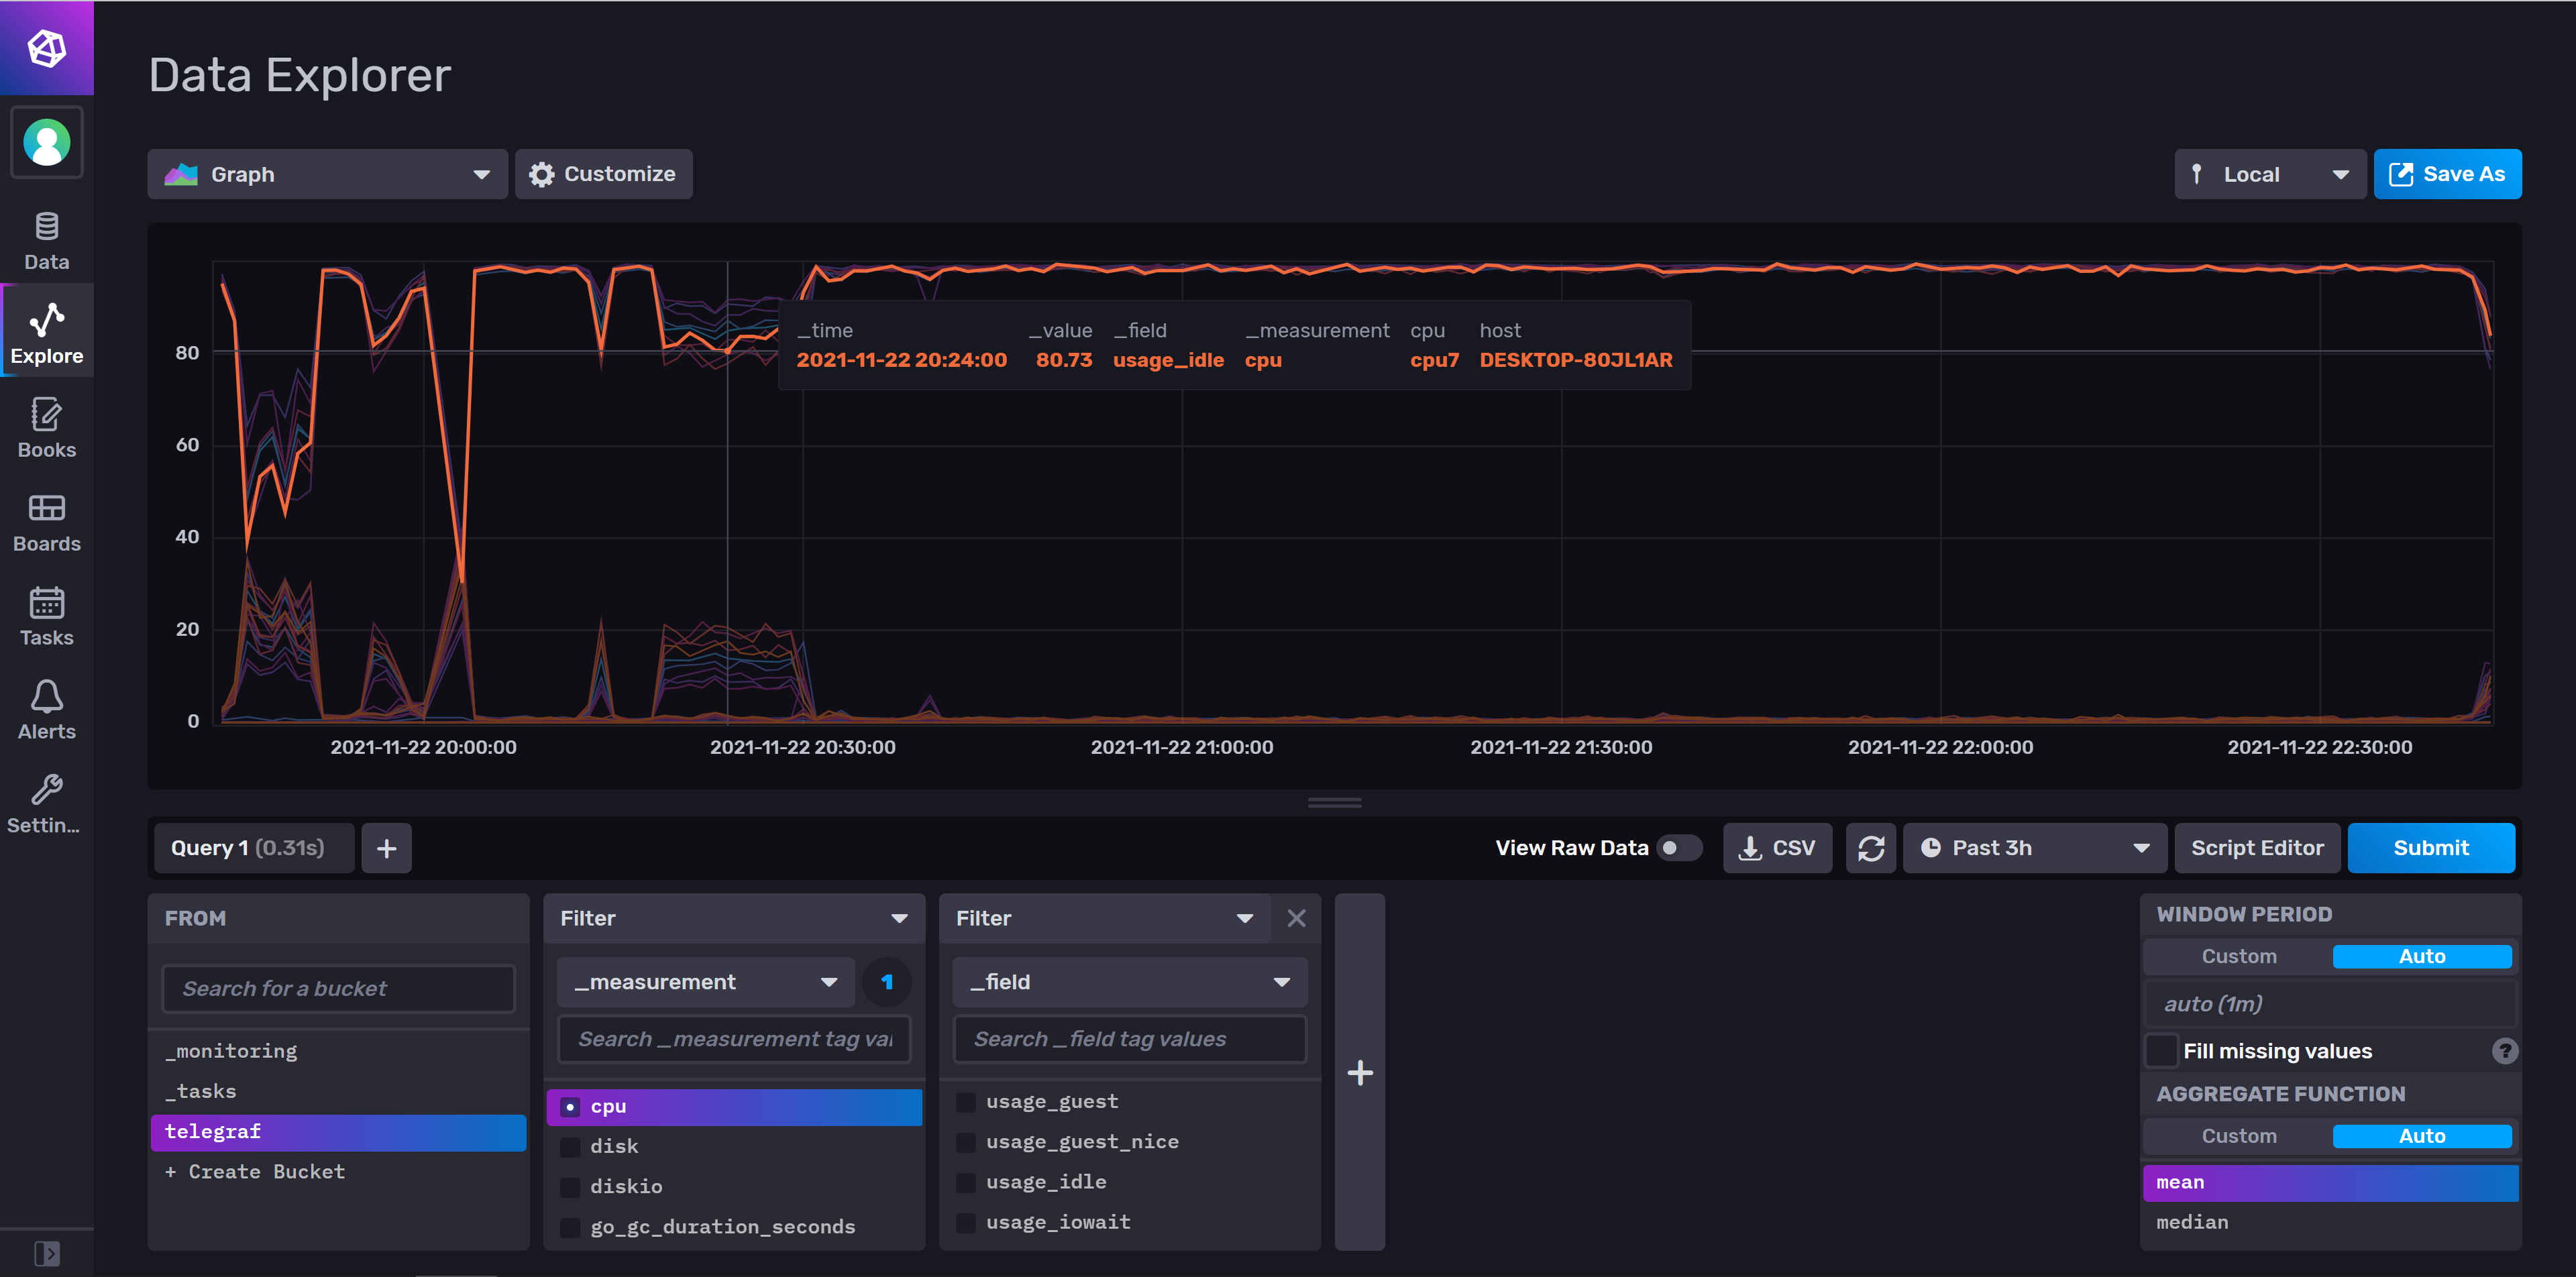 Data Explorer
Graph
Customize
Local
Save As
Data
Explore
Books
Boards
Tasks
Alerts
Settin...
_time _value _field _measurement cpu host
2021-11-22 20:24:00 80.73 usage_idle cpu cpu7 DESKTOP-80JL1AR
80
60
40
20
0
2021-11-22 20:00:00 2021-11-22 20:30:00 2021-11-22 21:00:00 2021-11-22 21:30:00 2021-11-22 22:00:00 2021-11-22 22:30:00
Query 1 (0.31s)
+
View Raw Data
CSV
Past 3h
Script Editor
Submit
FROM
Search for a bucket
_monitoring
_tasks
telegraf
+ Create Bucket
Filter
_measurement
1
Search _measurement tag val
cpu
disk
diskio
go_gc_duration_seconds
Filter
_field
Search _field tag values
usage_guest
usage_guest_nice
usage_idle
usage_iowait
+
WINDOW PERIOD
Custom Auto
auto (1m)
Fill missing values
?
AGGREGATE FUNCTION
Custom Auto
mean
median